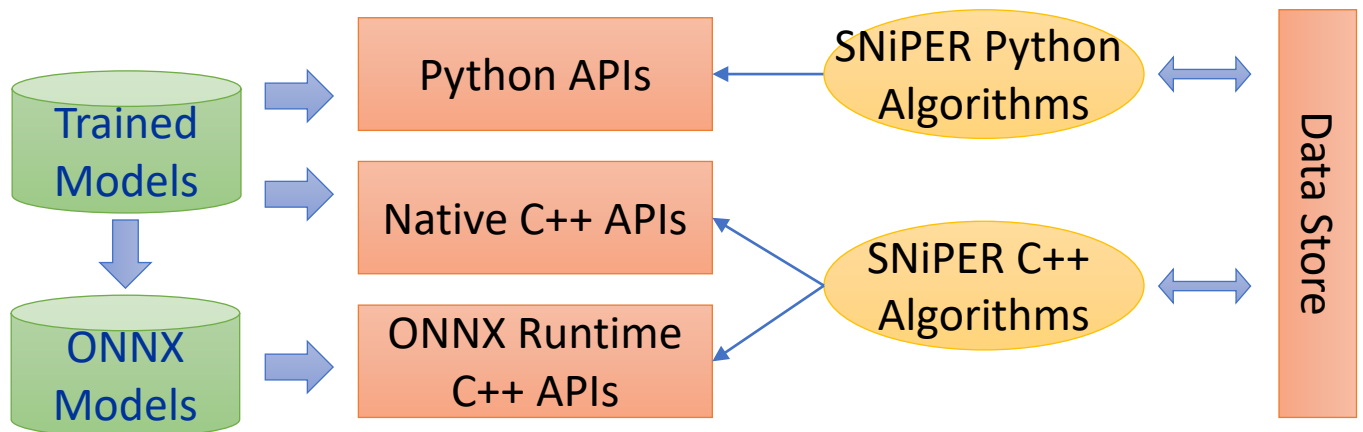 Trained
Models
ONNX
Models
Python APIs
Native C++ APIs
ONNX Runtime
C++ APIs
SNiPER Python
Algorithms
SNiPER C++
Algorithms
Data Store